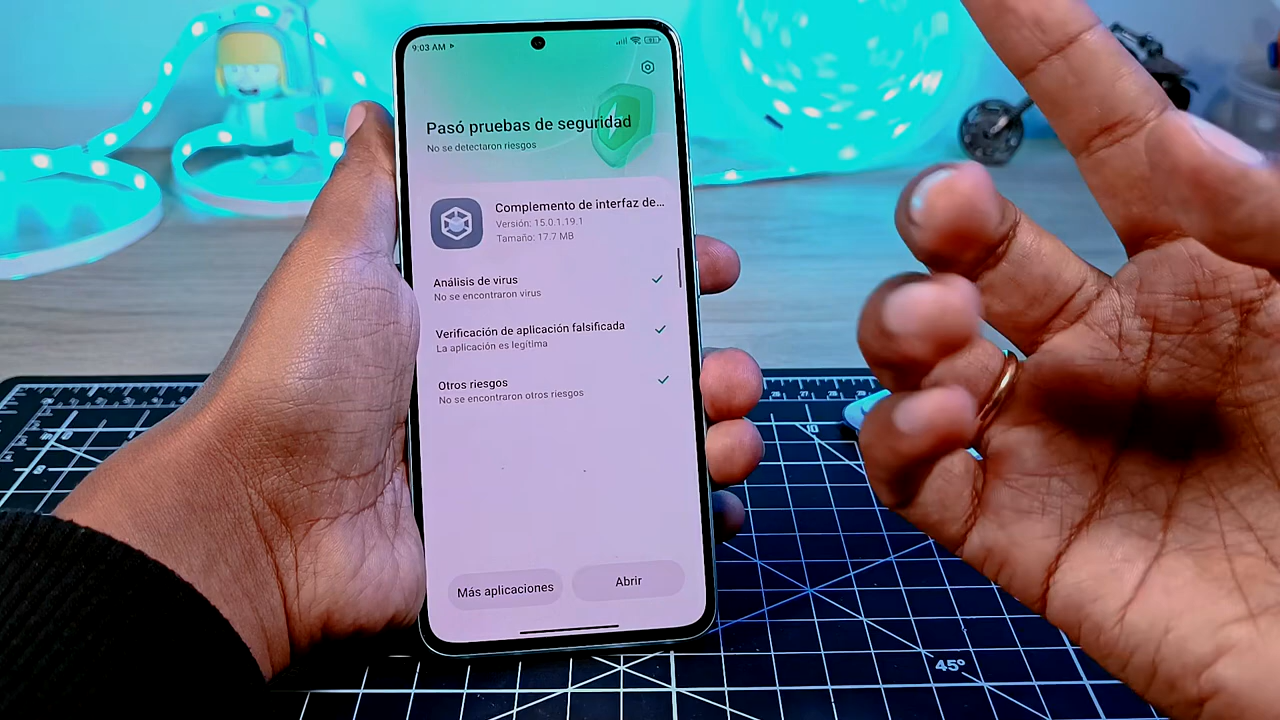 9:03 AM
Pasó pruebas de seguridad
No se detectaron riesgos
Complemento de interfaz de...
Versión: 15.0.1.19.1
Tamaño: 17.7 MB
Análisis de virus
No se encontraron virus
Verificación de aplicación falsificada
La aplicación es legítima
Otros riesgos
No se encontraron otros riesgos
Más aplicaciones
Abrir
10
45°